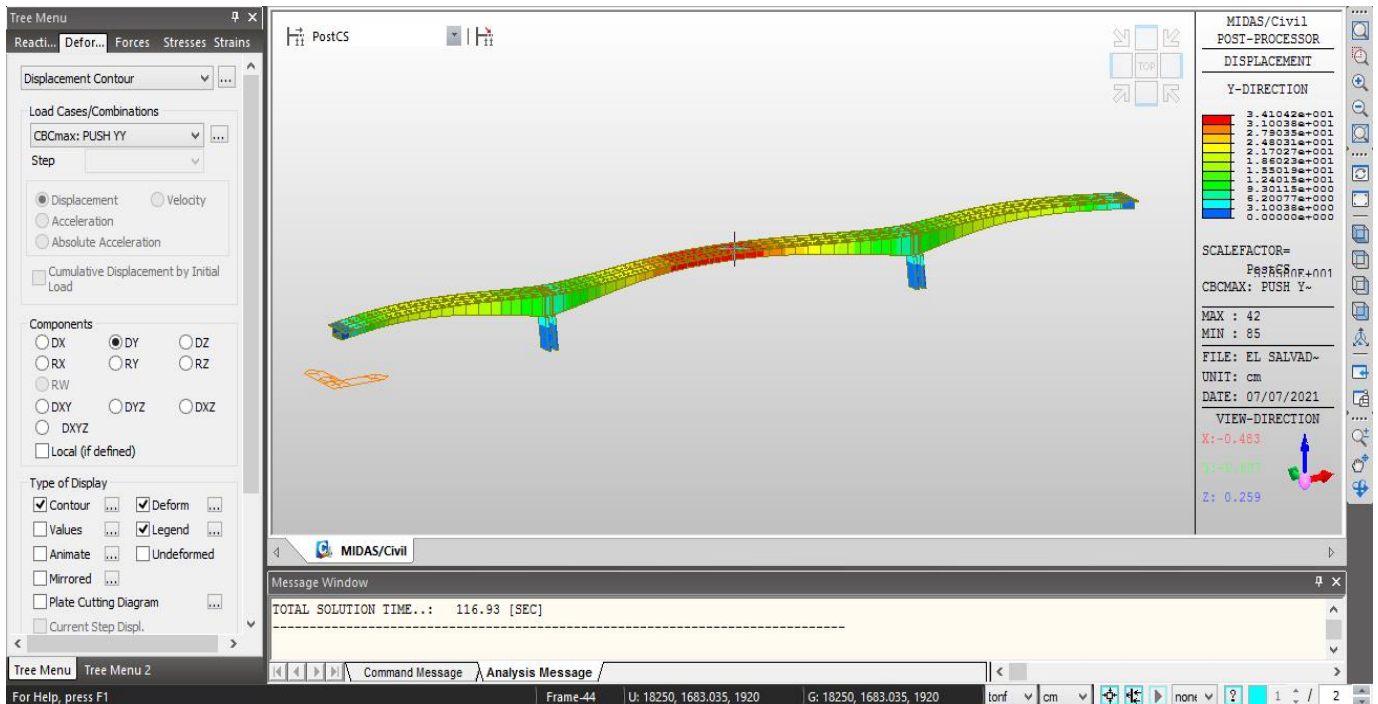 Tree Menu
Reacti... Defor... Forces Stresses Strains
Displacement Contour
...
Load Cases/Combinations
CBCmax: PUSH YY
...
Step
Displacement Velocity
Acceleration
Absolute Acceleration
Cumulative Displacement by Initial
Load
Components
DX DY DZ
RX RY RZ
RW
DXY DYZ DXZ
DXYZ
Local (if defined)
Type of Display
Contour ... Deform ...
Values ... Legend ...
Animate ... Undeformed
Mirrored ...
Plate Cutting Diagram ...
Current Step Displ.
Tree Menu Tree Menu 2
For Help, press F1
PostCS
TOP
MIDAS/Civil
POST-PROCESSOR
DISPLACEMENT
Y-DIRECTION
3.41042e+001
3.10038e+001
2.79035e+001
2.48031e+001
2.17027e+001
1.86023e+001
1.55019e+001
1.24015e+001
9.30115e+000
6.20077e+000
3.10038e+000
0.00000e+000
SCALEFACTOR=
PostCS
CBCMAX: PUSH Y~
MAX : 42
MIN : 85
FILE: EL SALVAD~
UNIT: cm
DATE: 07/07/2021
VIEW-DIRECTION
X:-0.483
Z: 0.259
MIDAS/Civil
Message Window
TOTAL SOLUTION TIME..: 116.93 [SEC]
Command Message Analysis Message
Frame-44 U: 18250, 1683.035, 1920 G: 18250, 1683.035, 1920 tonf cm none ? 1 / 2